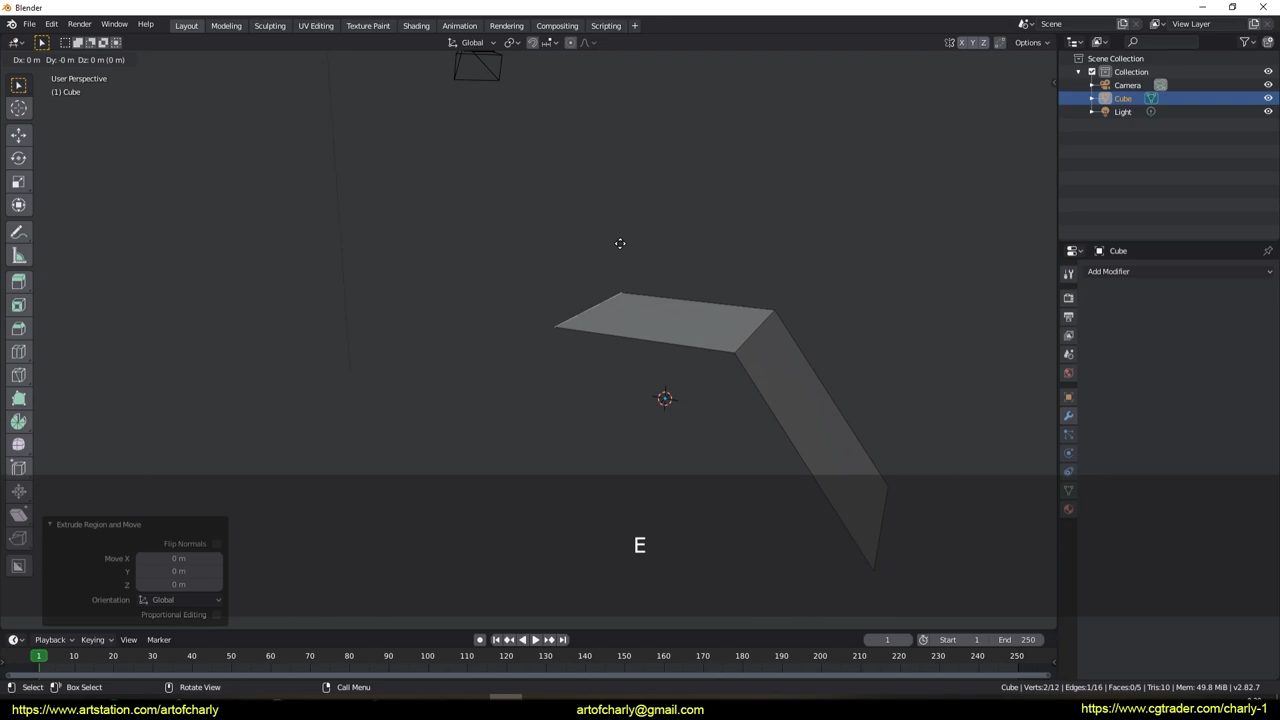 Blender
File Edit Render Window Help Layout Modeling Sculpting UV Editing Texture Paint Shading Animation Rendering Compositing Scripting + Scene View Layer
Global X Y Z Options
Dx: 0 m Dy: -0 m Dz: 0 m (0 m)
User Perspective
(1) Cube
Scene Collection
Collection
Camera
Cube
Light
Cube
Add Modifier
E
Extrude Region and Move
Flip Normals
Move X 0 m
Y 0 m
Z 0 m
Orientation Global
Proportional Editing
Playback Keying View Marker 1 Start 1 End 250
1 10 20 30 40 50 60 70 80 90 100 110 120 130 140 150 160 170 180 190 200 210 220 230 240 250
Select Box Select Rotate View Call Menu Cube | Verts:2/12 | Edges:1/16 | Faces:0/5 | Tris:10 | Mem: 49.8 MiB | v2.82.7
https://www.artstation.com/artofcharly artofcharly@gmail.com https://www.cgtrader.com/charly-1